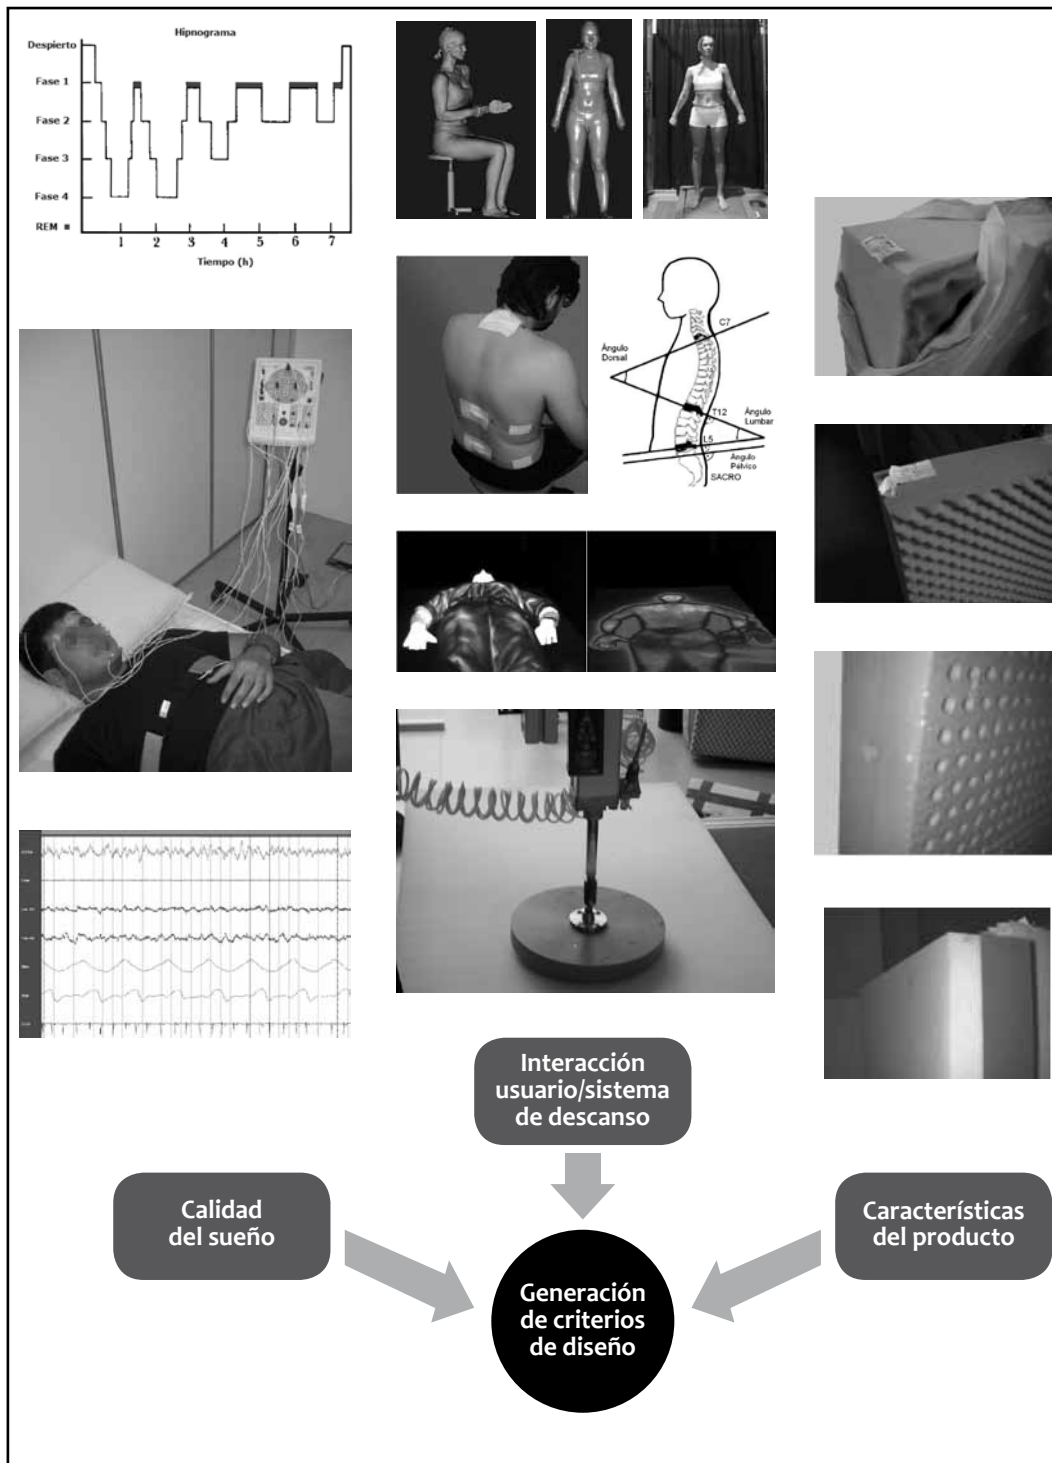 Hipnograma
Despierto
Fase 1
Fase 2
Fase 3
Fase 4
REM
1 2 3 4 5 6 7
Tiempo (h)
C7
Ángulo
Dorsal
T12
Ángulo
Lumbar
L5
Ángulo
Pélvico
SACRO
Interacción
usuario/sistema
de descanso
Calidad
del sueño
Características
del producto
Generación
de criterios
de diseño